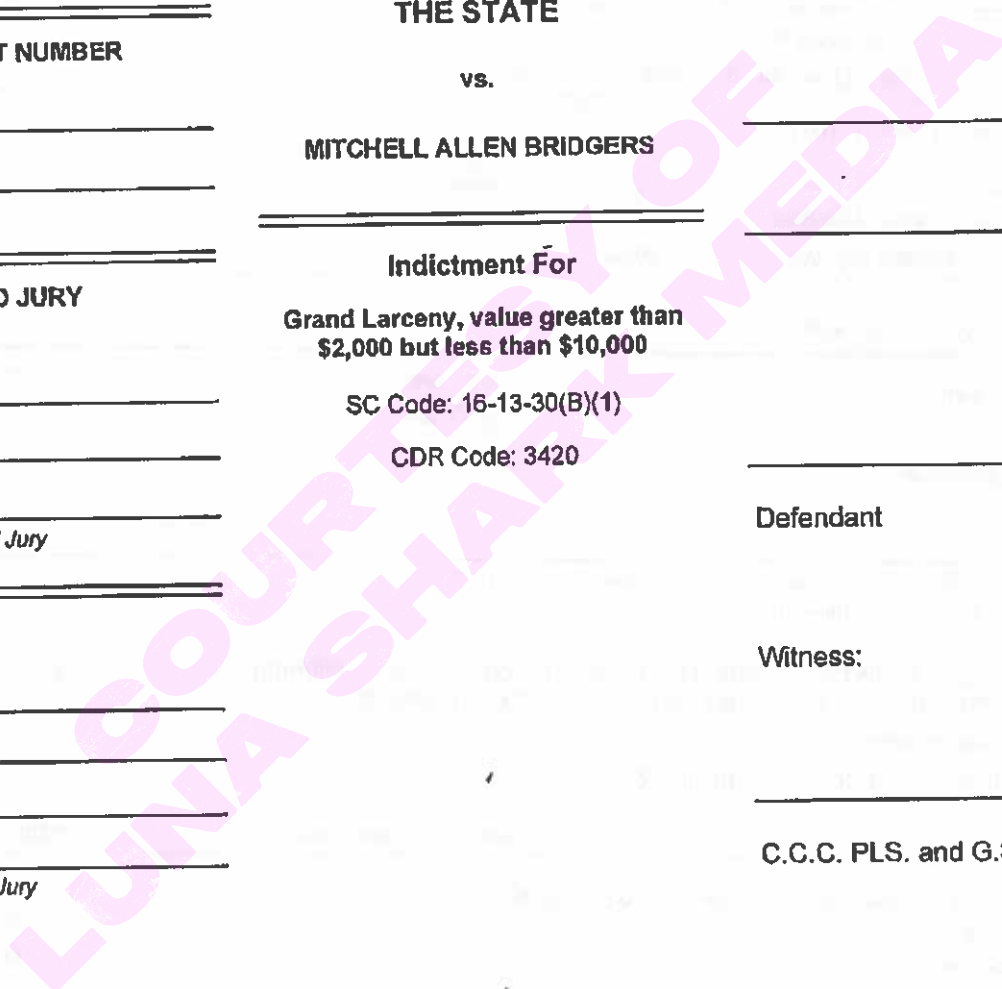 T NUMBER
JURY
Jury
Jury
THE STATE
vs.
MITCHELL ALLEN BRIDGERS
Indictment For
Grand Larceny, value greater than
$2,000 but less than $10,000
SC Code: 16-13-30(B)(1)
CDR Code: 3420
Defendant
Witness:
C.C.C. PLS. and G.
COURTESY OF
LUNA SHARK MEDIA